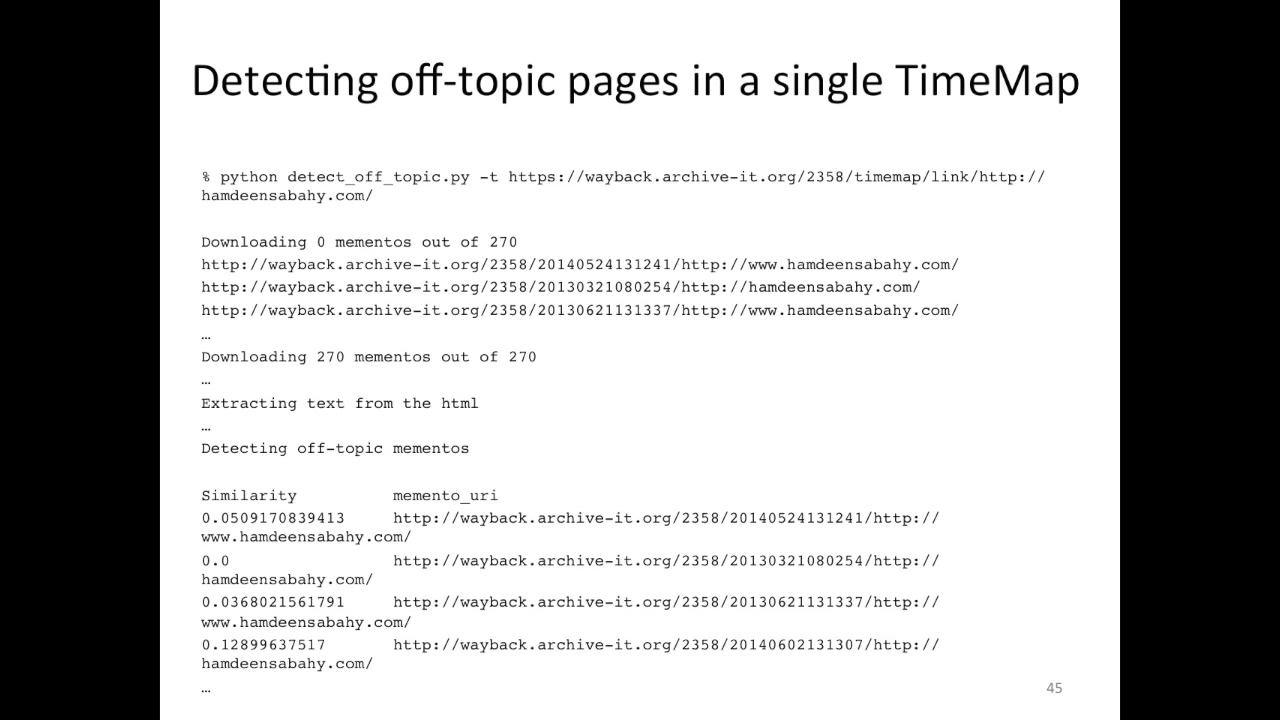 Detecting off-topic pages in a single TimeMap
% python detect_off_topic.py -t https://wayback.archive-it.org/2358/timemap/link/http://
hamdeensabahy.com/
Downloading 0 mementos out of 270
http://wayback.archive-it.org/2358/20140524131241/http://www.hamdeensabahy.com/
http://wayback.archive-it.org/2358/20130321080254/http://hamdeensabahy.com/
http://wayback.archive-it.org/2358/20130621131337/http://www.hamdeensabahy.com/
…
Downloading 270 mementos out of 270
…
Extracting text from the html
…
Detecting off-topic mementos
Similarity memento_uri
0.0509170839413 http://wayback.archive-it.org/2358/20140524131241/http://
www.hamdeensabahy.com/
0.0 http://wayback.archive-it.org/2358/20130321080254/http://
hamdeensabahy.com/
0.0368021561791 http://wayback.archive-it.org/2358/20130621131337/http://
www.hamdeensabahy.com/
0.12899637517 http://wayback.archive-it.org/2358/20140602131307/http://
hamdeensabahy.com/
…
45